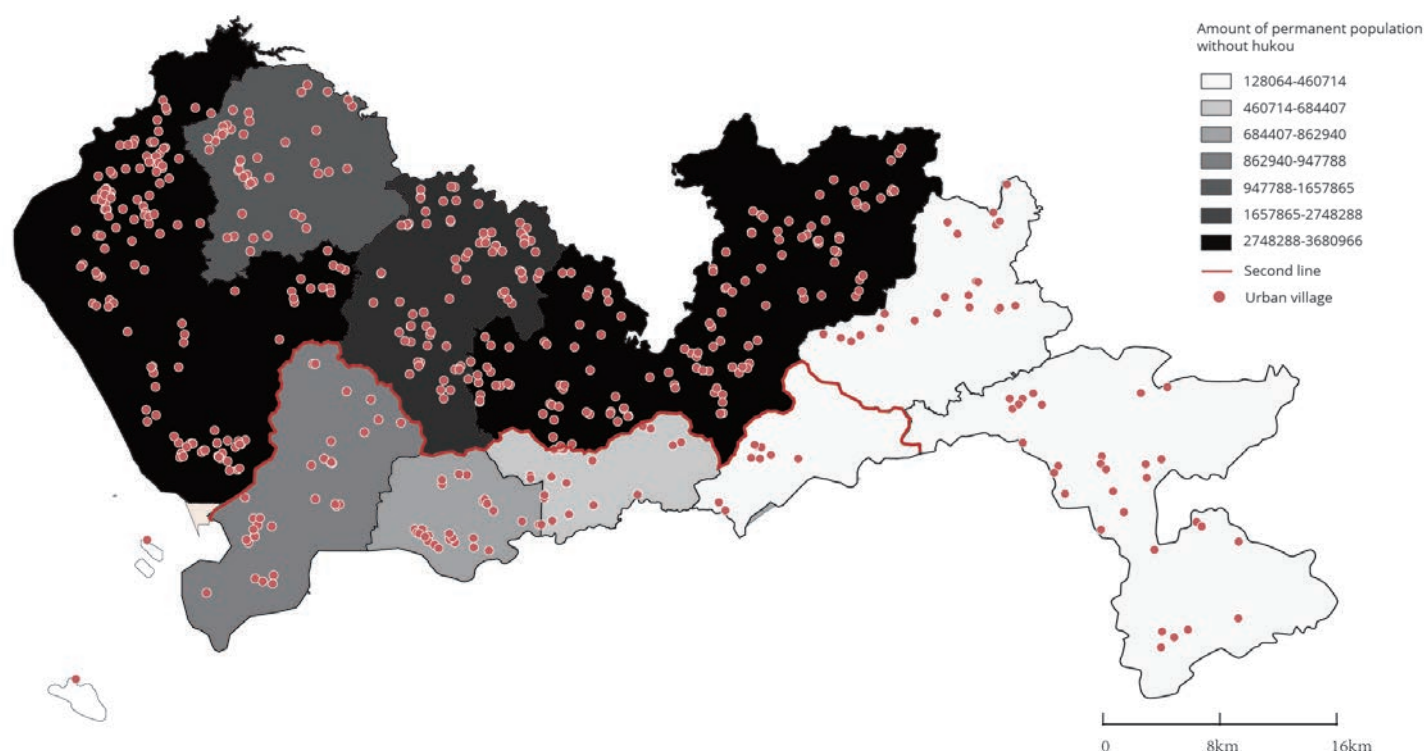 Amount of permanent population
without hukou
128064-460714
460714-684407
684407-862940
862940-947788
947788-1657865
1657865-2748288
2748288-3680966
Second line
Urban village
0 8km 16km